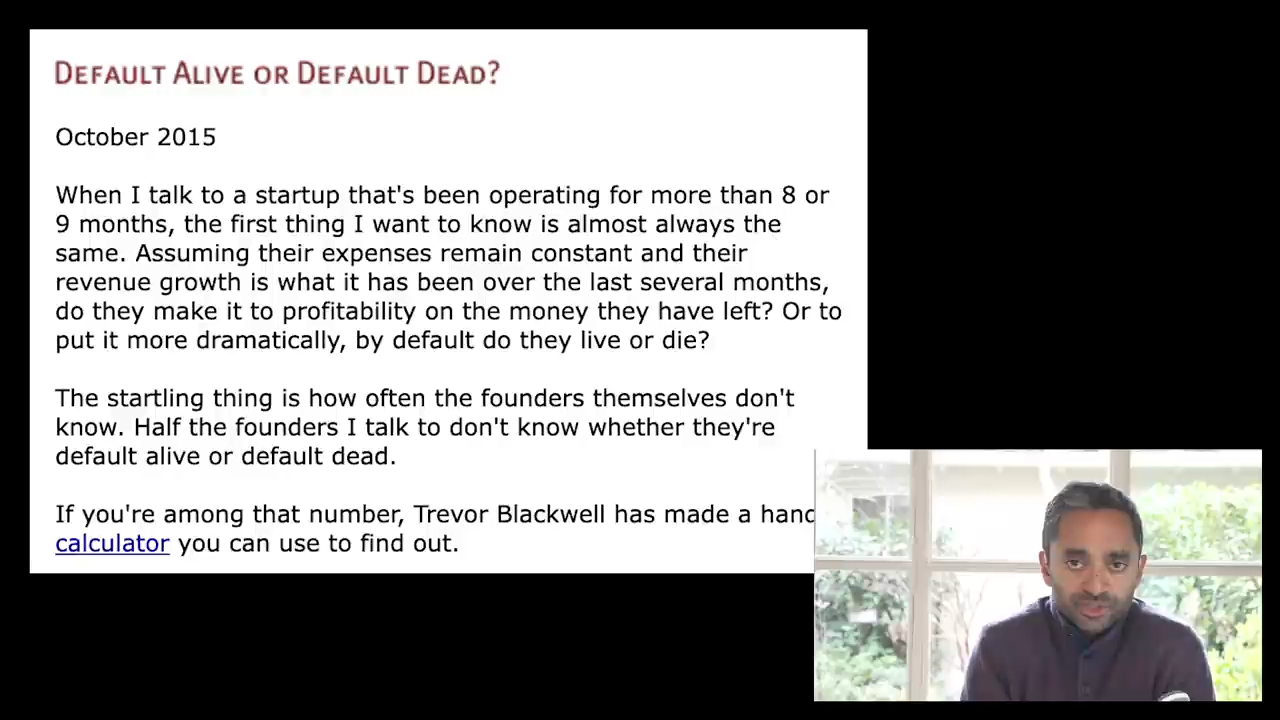 DEFAULT ALIVE OR DEFAULT DEAD?
October 2015
When I talk to a startup that's been operating for more than 8 or
9 months, the first thing I want to know is almost always the
same. Assuming their expenses remain constant and their
revenue growth is what it has been over the last several months,
do they make it to profitability on the money they have left? Or to
put it more dramatically, by default do they live or die?
The startling thing is how often the founders themselves don't
know. Half the founders I talk to don't know whether they're
default alive or default dead.
If you're among that number, Trevor Blackwell has made a hand
calculator you can use to find out.